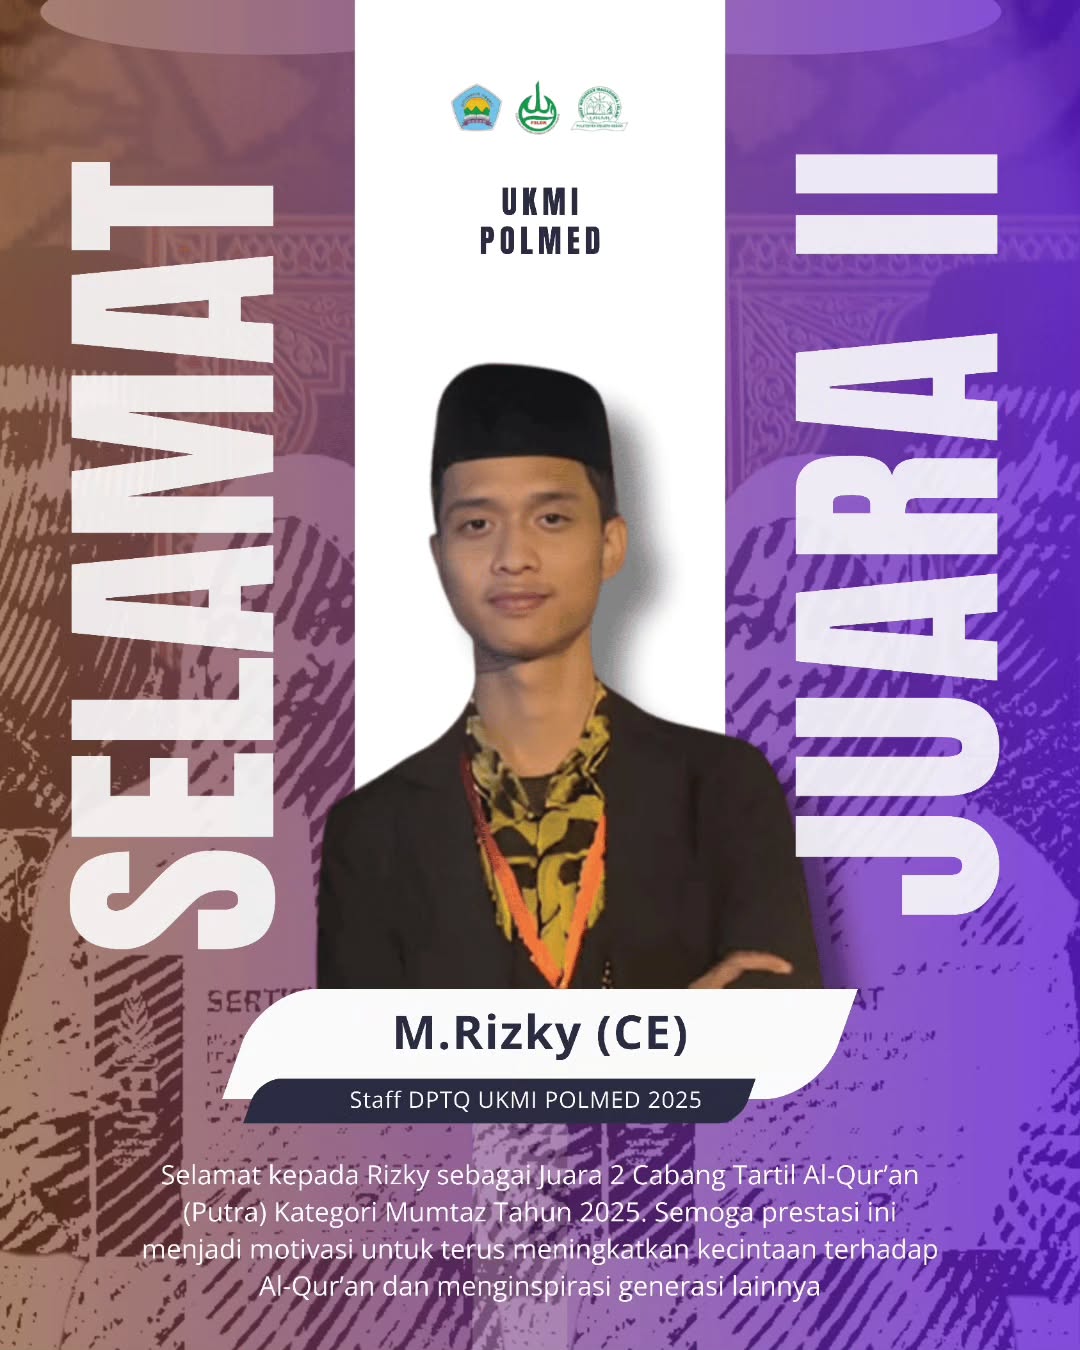 UKMI
POLMED
SELAMAT
JUARA II
M.Rizky (CE)
Staff DPTQ UKMI POLMED 2025
Selamat kepada Rizky sebagai Juara 2 Cabang Tartil Al-Qur’an
(Putra) Kategori Mumtaz Tahun 2025. Semoga prestasi ini
menjadi motivasi untuk terus meningkatkan kecintaan terhadap
Al-Qur’an dan menginspirasi generasi lainnya